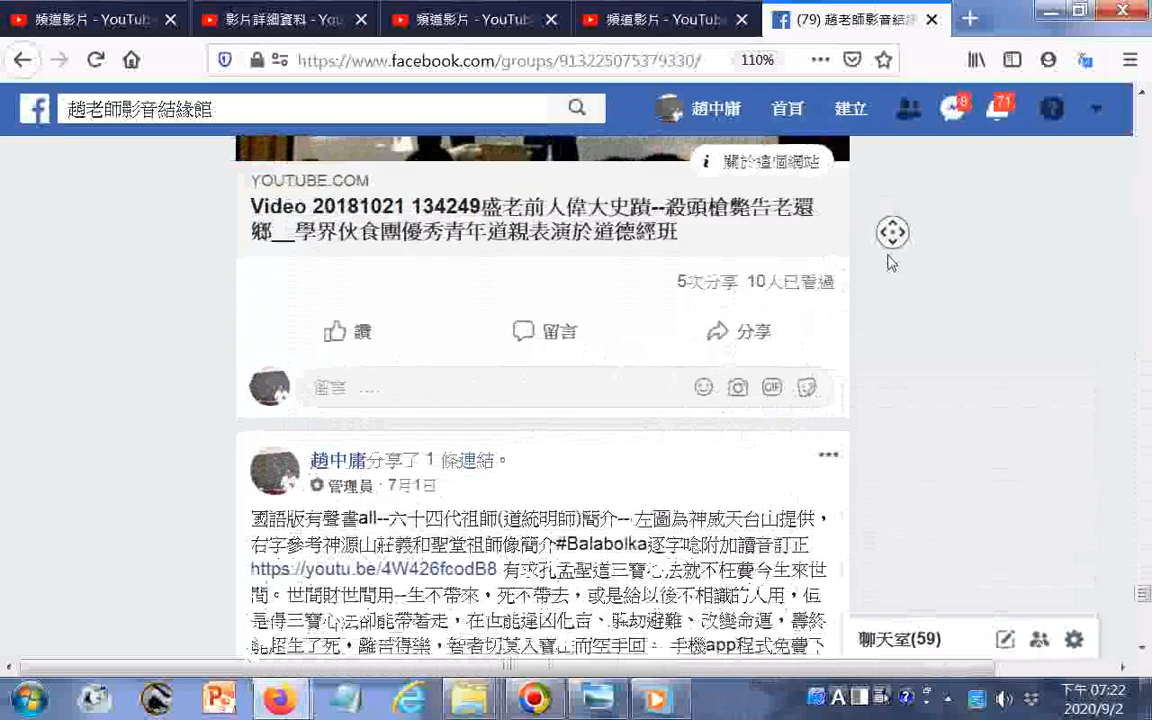 頻道影片 - YouTub
影片詳細資料 - You
頻道影片 - YouTub
頻道影片 - YouTub
(79) 趙老師影音結
https://www.facebook.com/groups/913225075379330/
110%
趙老師影音結緣館
趙中庸
首頁
建立
8
71
關於這個網站
YOUTUBE.COM
Video 20181021 134249盛老前人偉大史蹟--殺頭槍斃告老還
鄉__學界伙食團優秀青年道親表演於道德經班
5次分享 10人已看過
讚
留言
分享
留言 ....
GIF
趙中庸分享了 1 條連結。
管理員 · 7月1日
國語版有聲書all--六十四代祖師(道統明師)簡介--左圖為神威天台山提供，
右字參考神源山莊義和聖堂祖師像簡介#Balabolka逐字唸附加讀音訂正
https://youtu.be/4W426fcodB8 有求孔孟聖道三寶心法就不枉費今生來世
間。世間財世間用--生不帶來，死不帶去，或是給以後不相識的人用，但
是得三寶心法卻能帶著走，在世能逢凶化吉、躲劫避難、改變命運，壽終
能超生了死，離苦得樂，智者切莫入寶山而空手回。 手機app程式免費下
聊天室(59)
A
下午 07:22
2020/9/2